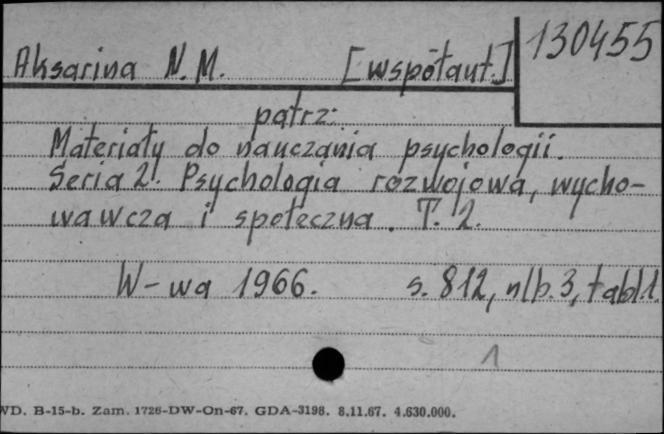 130455
Aksarina N. M. [współaut.]
patrz:
Materiały do nauczania psychologii.
Seria 2. Psychologia rozwojowa, wycho-
wawcza i społeczna. T. 2.
W-wa 1966. s. 812, nlb. 3, tabl. 1.
1
WD. B-15-b. Zam. 1726-DW-On-67. GDA-3198. 8.11.67. 4.630.000.